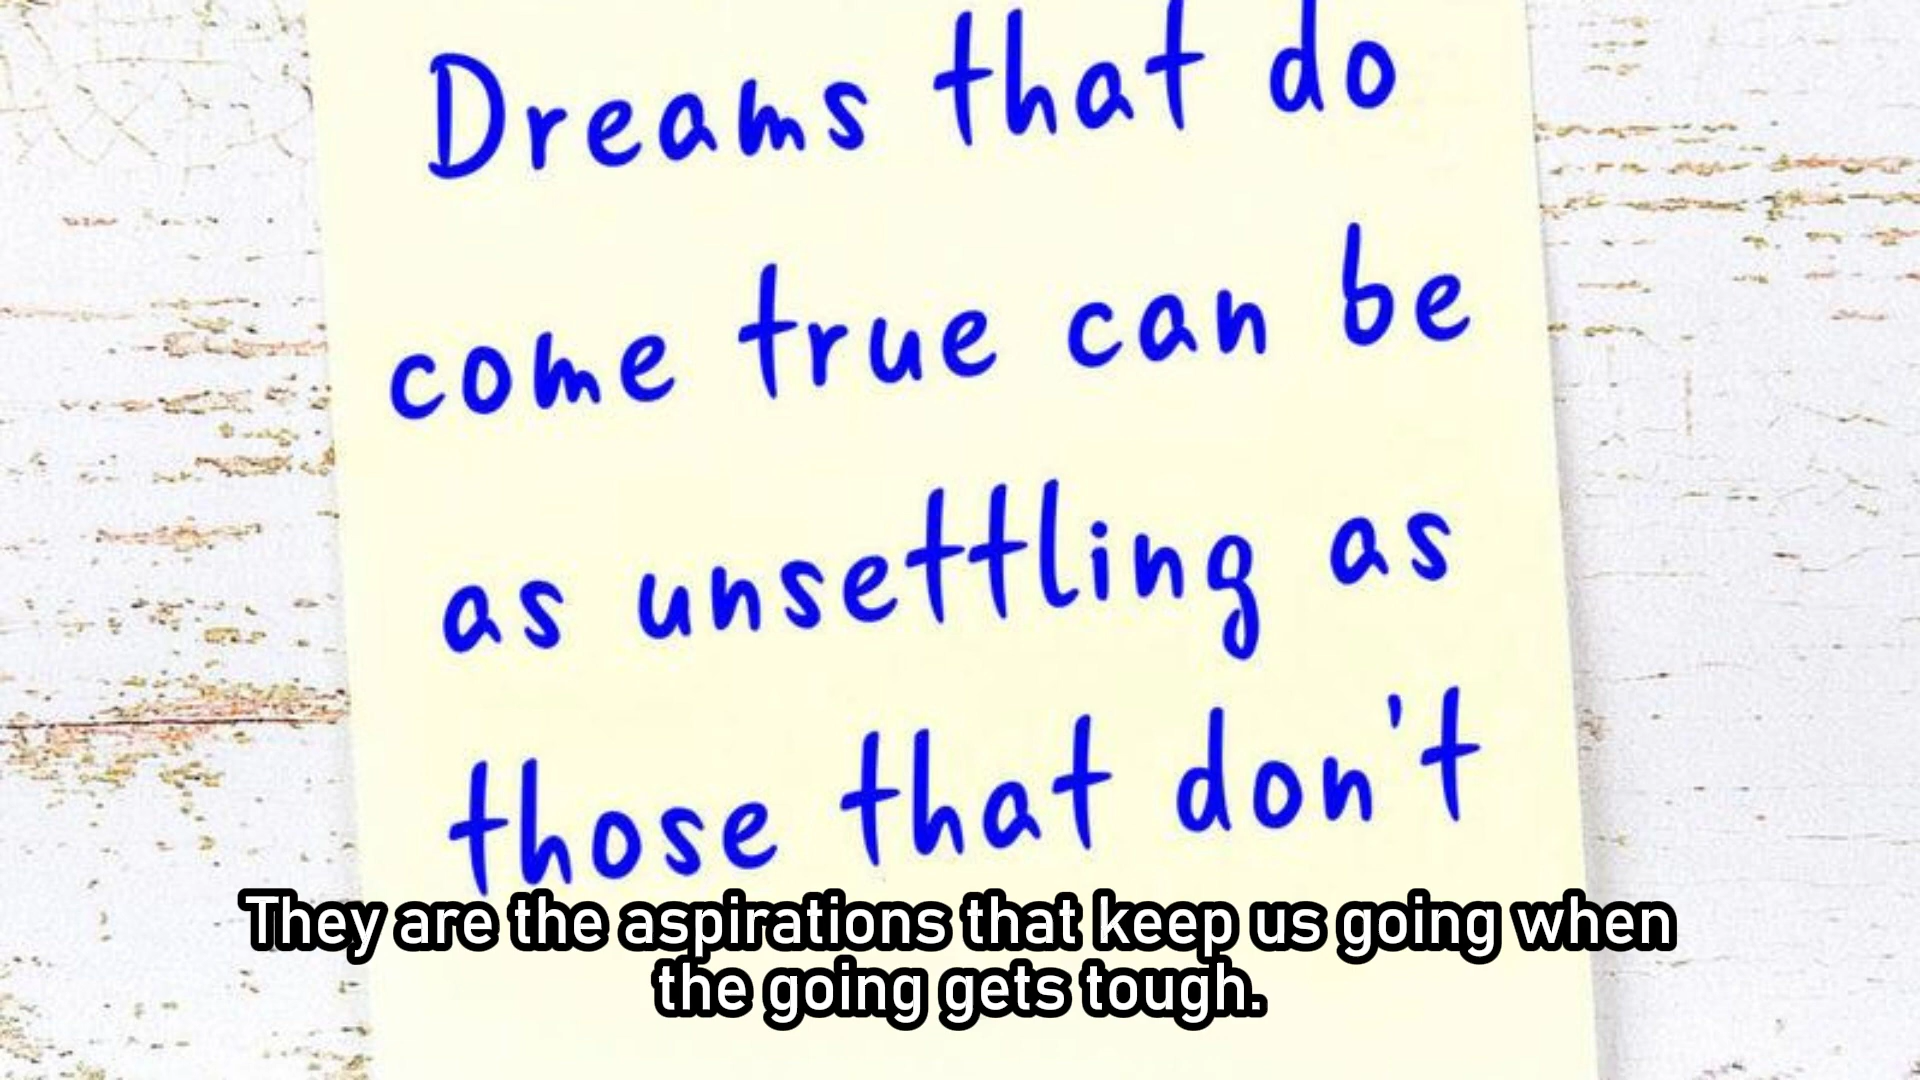 Dreams that do
come true can be
as unsettling as
those that don't
They are the aspirations that keep us going when
the going gets tough.